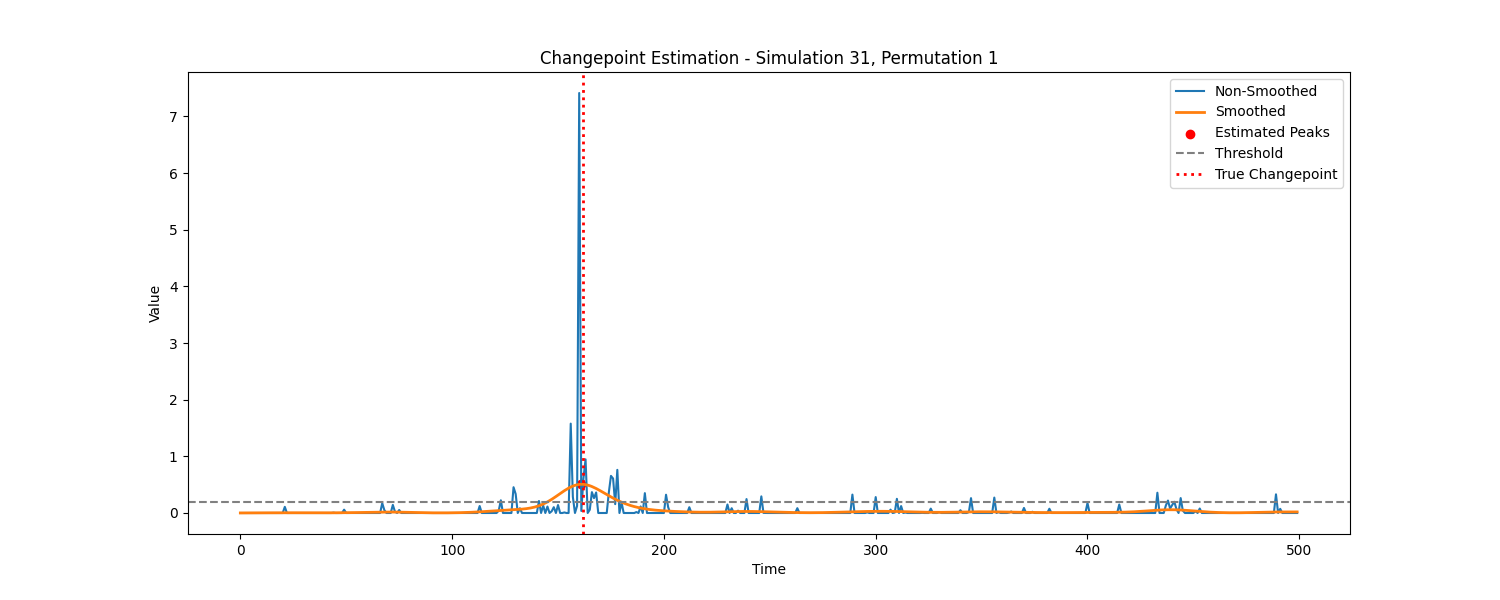 Changepoint Estimation - Simulation 31, Permutation 1
Non-Smoothed
Smoothed
Estimated Peaks
Threshold
True Changepoint
Value
7
6
5
4
3
2
1
0
0 100 200 300 400 500
Time